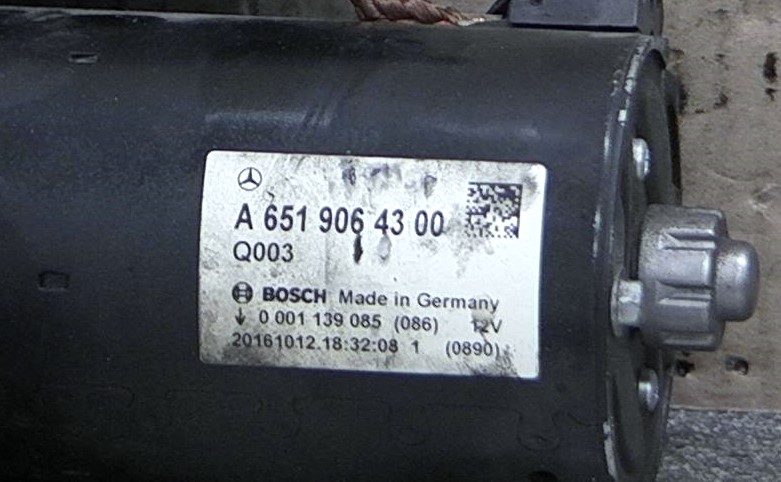 A 651 906 43 00
Q003
BOSCH Made in Germany
0 001 139 085 (086) 12V
20161012.18:32:08 1 (0890)